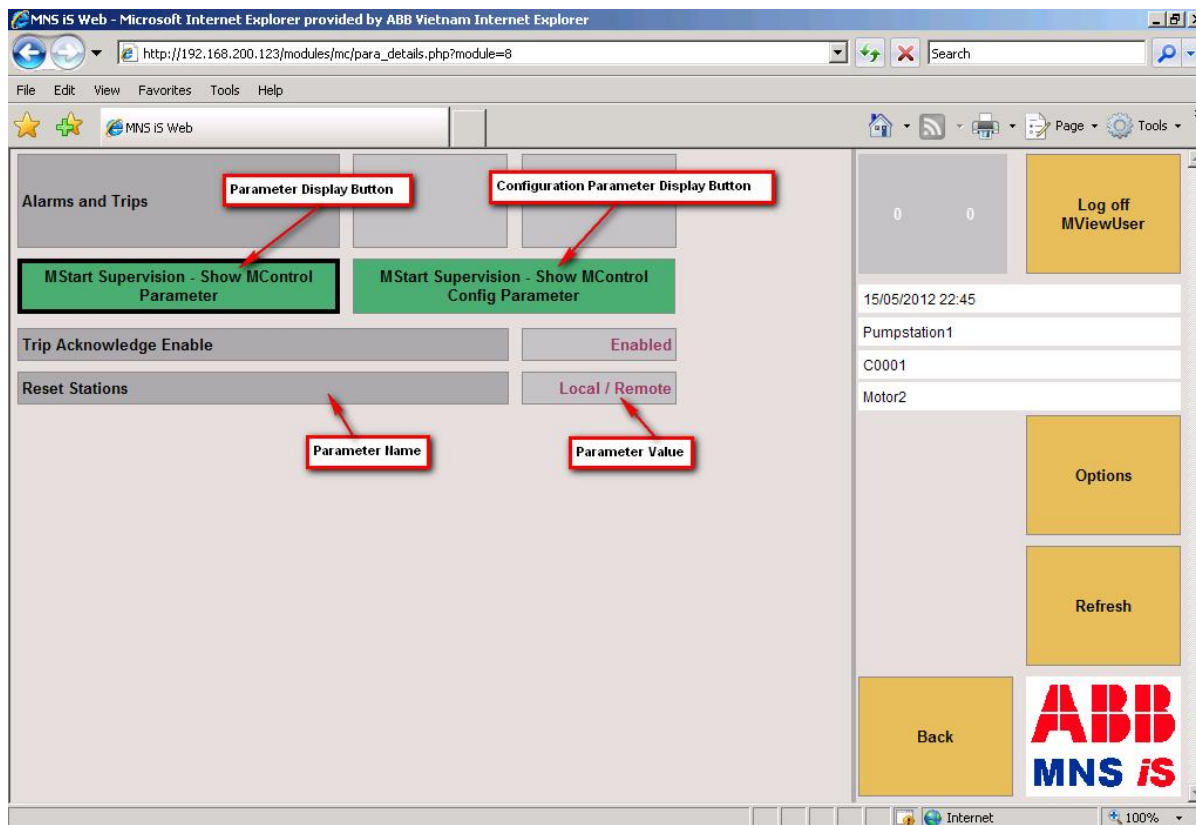 MNS iS Web - Microsoft Internet Explorer provided by ABB Vietnam Internet Explorer
http://192.168.200.123/modules/mc/para_details.php?module=8
Search
File Edit View Favorites Tools Help
MNS iS Web
Page
Tools
Alarms and Trips
Parameter Display Button
Configuration Parameter Display Button
0 0
Log off
MViewUser
MStart Supervision - Show MControl
Parameter
MStart Supervision - Show MControl
Config Parameter
15/05/2012 22:45
Trip Acknowledge Enable
Enabled
Pumpstation1
C0001
Reset Stations
Local / Remote
Motor2
Parameter Name
Parameter Value
Options
Refresh
Back
ABB
MNS iS
Internet
100%